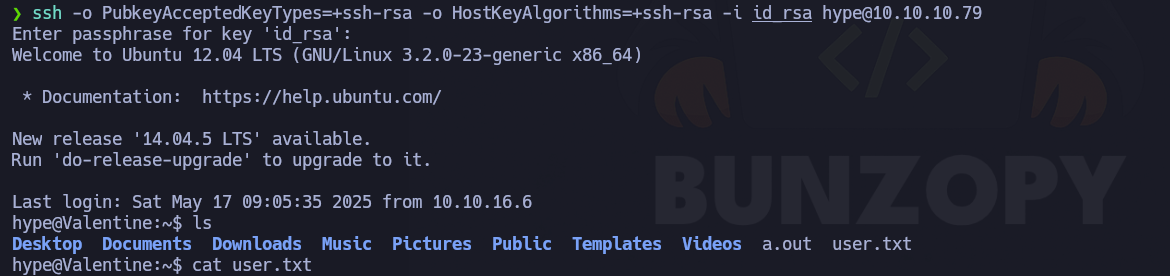 ❯ ssh -o PubkeyAcceptedKeyTypes=+ssh-rsa -o HostKeyAlgorithms=+ssh-rsa -i id_rsa hype@10.10.10.79
Enter passphrase for key 'id_rsa':
Welcome to Ubuntu 12.04 LTS (GNU/Linux 3.2.0-23-generic x86_64)
* Documentation:  https://help.ubuntu.com/
New release '14.04.5 LTS' available.
Run 'do-release-upgrade' to upgrade to it.
Last login: Sat May 17 09:05:35 2025 from 10.10.16.6
hype@Valentine:~$ ls
Desktop  Documents  Downloads  Music  Pictures  Public  Templates  Videos  a.out  user.txt
hype@Valentine:~$ cat user.txt
</>
BUNZOPY